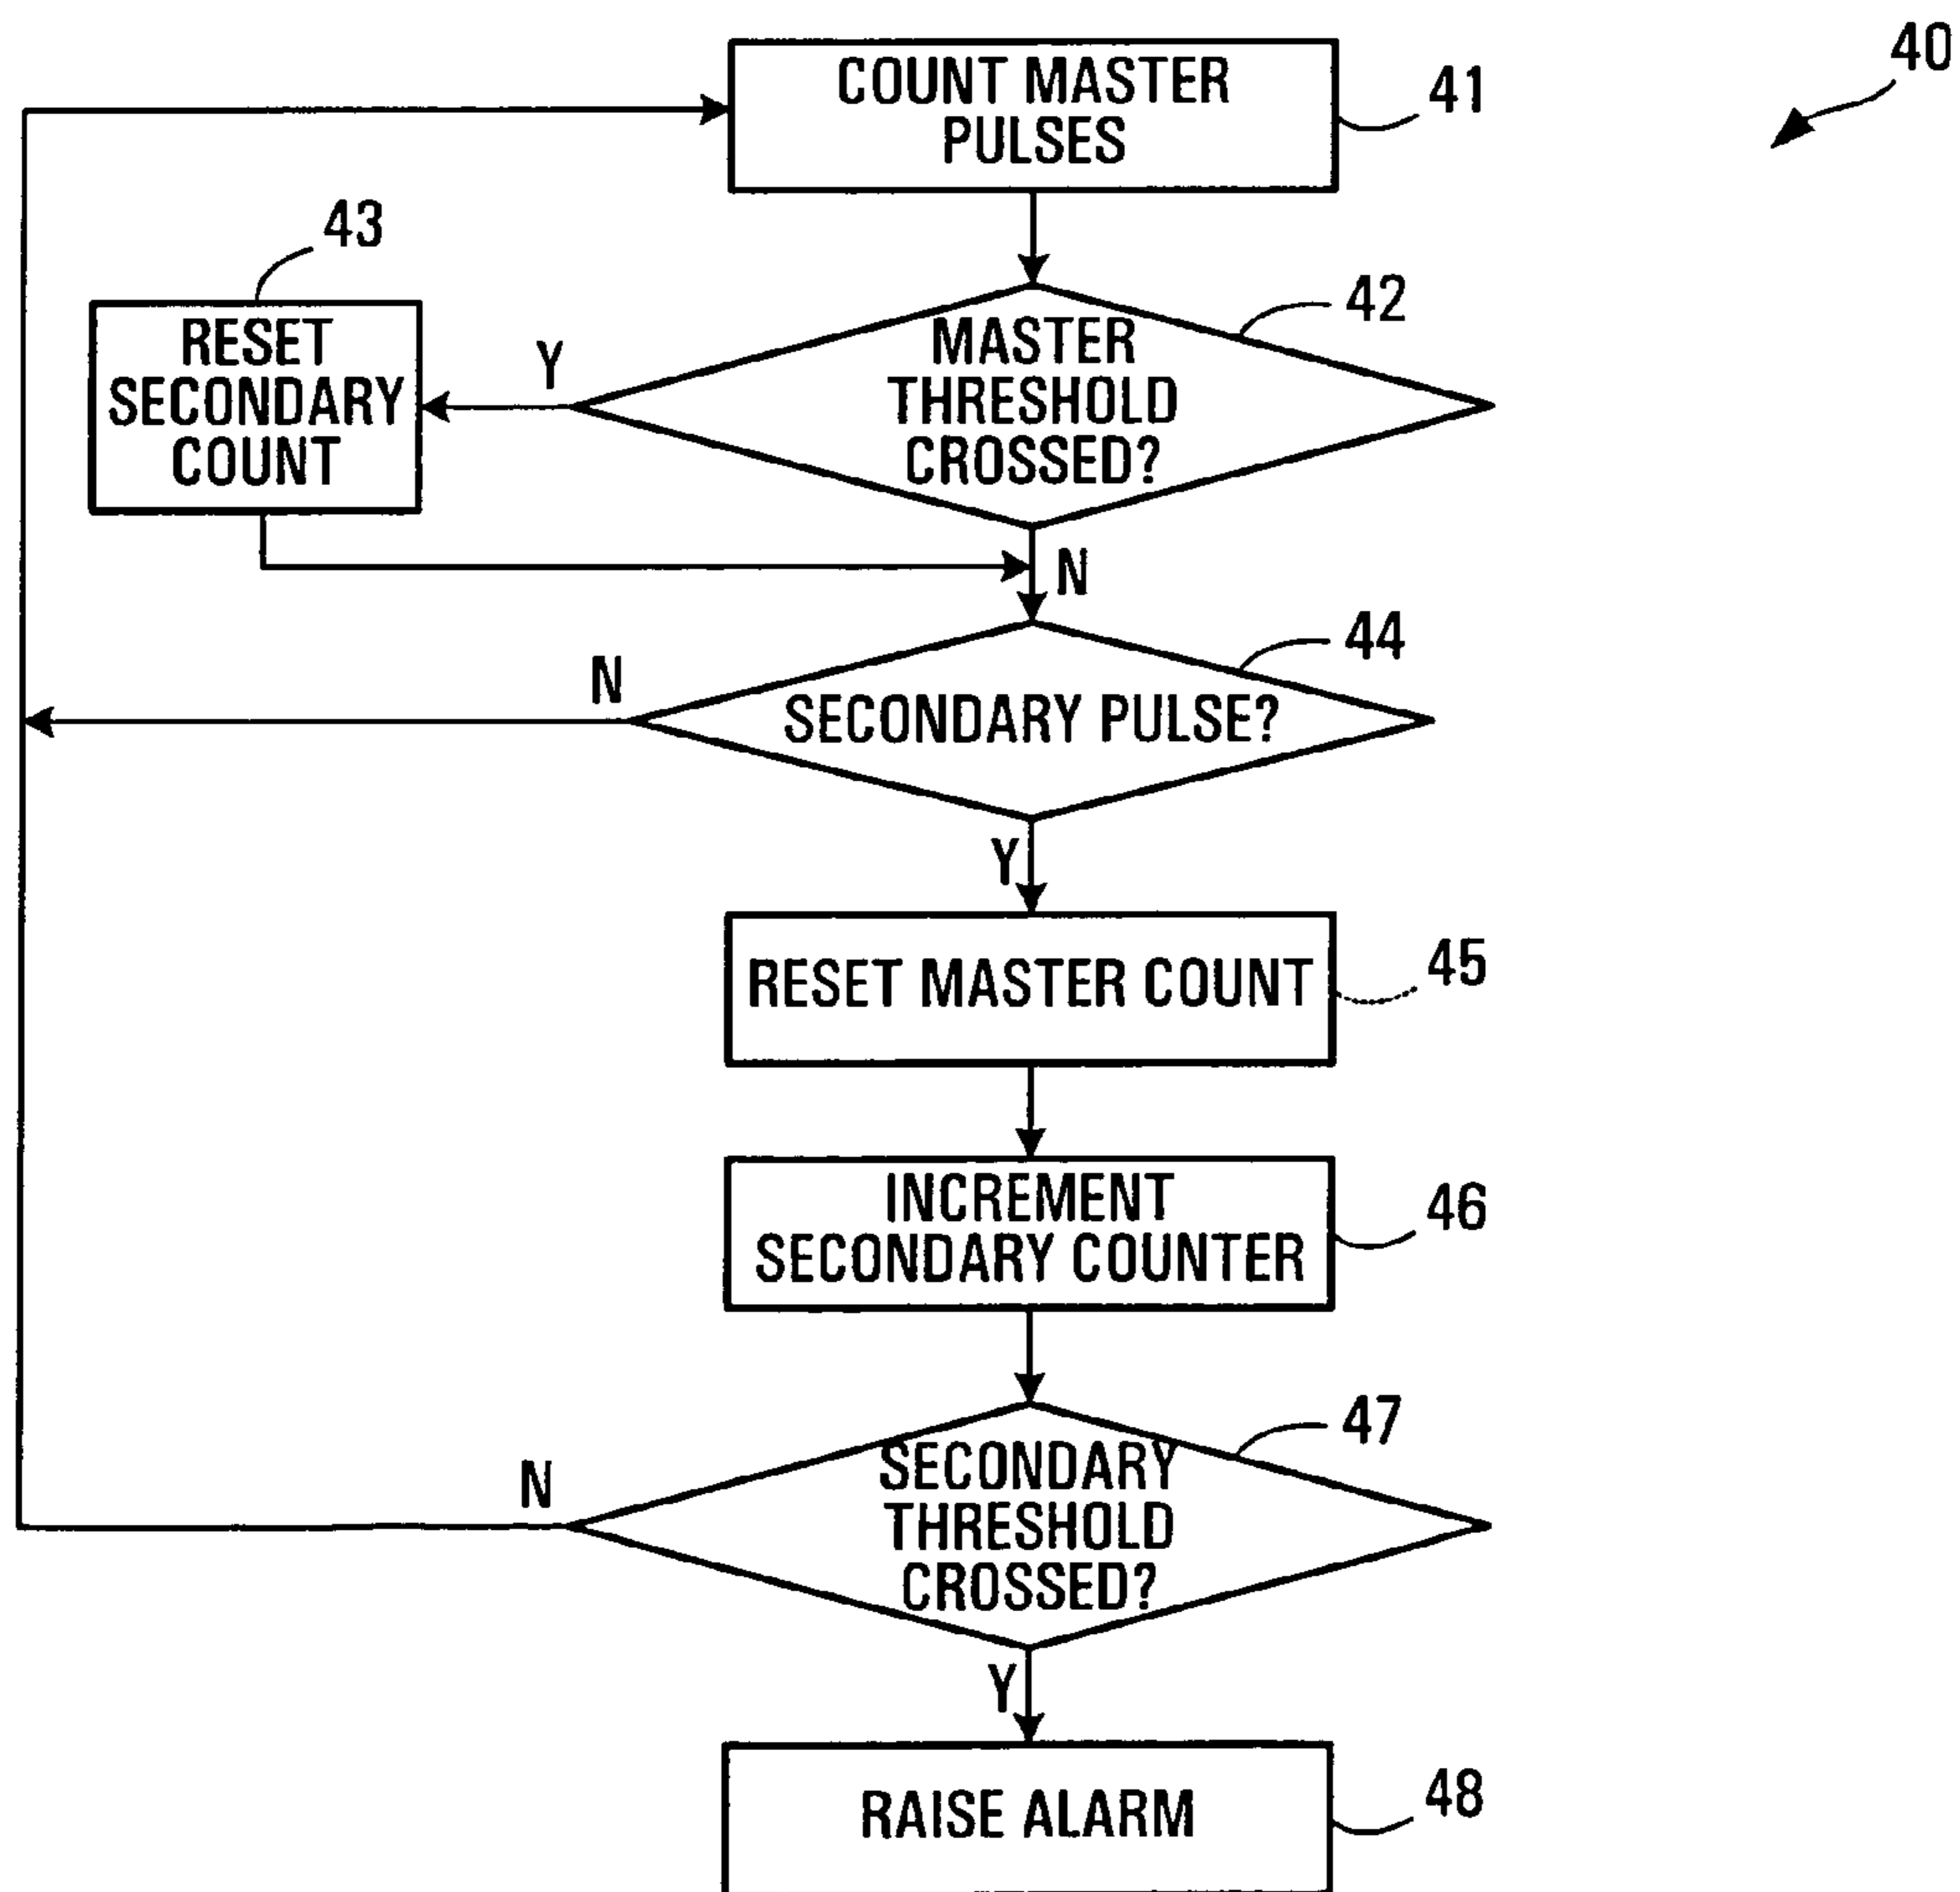 40
COUNT MASTER
PULSES
41
43
RESET
SECONDARY
COUNT
Y
MASTER
THRESHOLD
CROSSED?
42
N
N
SECONDARY PULSE?
44
Y
RESET MASTER COUNT
45
INCREMENT
SECONDARY COUNTER
46
N
SECONDARY
THRESHOLD
CROSSED?
47
Y
RAISE ALARM
48